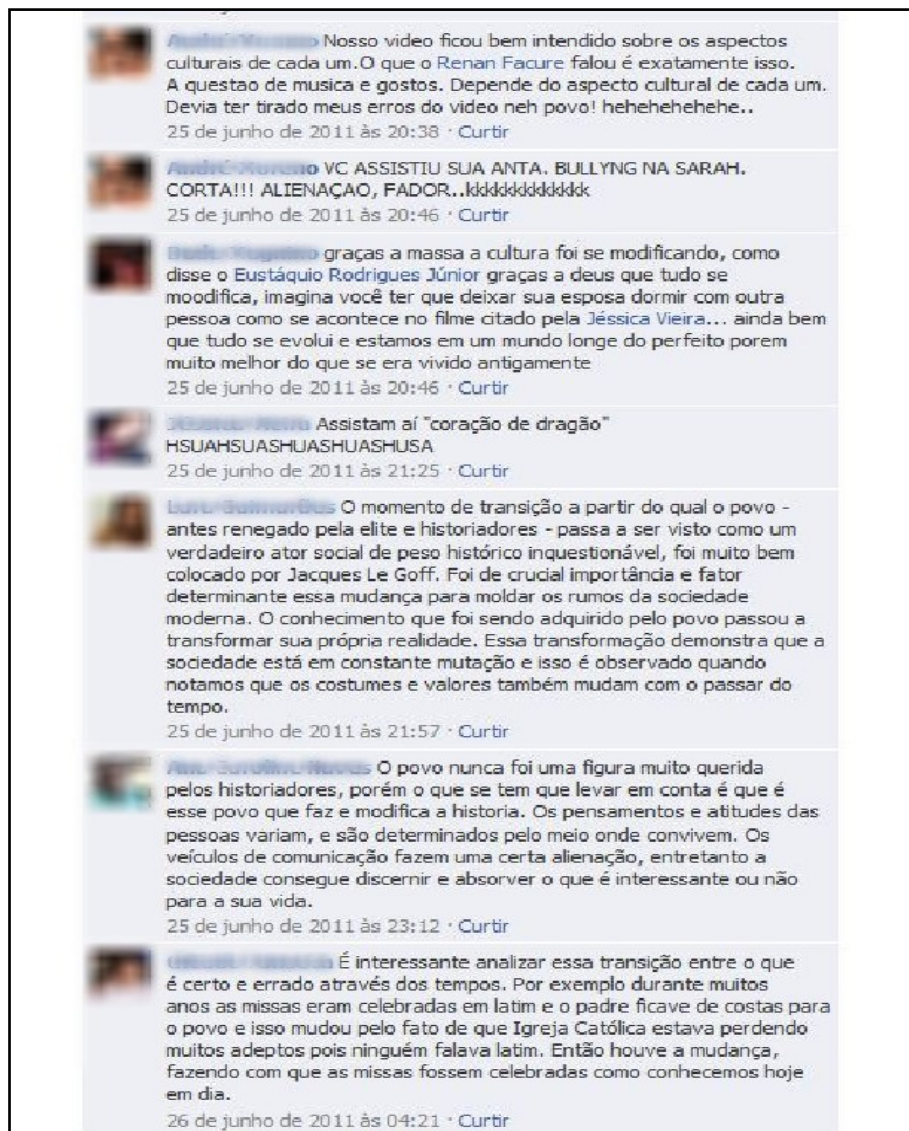 Nosso video ficou bem intendido sobre os aspectos
culturais de cada um.O que o Renan Facure falou é exatamente isso.
A questao de musica e gostos. Depende do aspecto cultural de cada um.
Devia ter tirado meus erros do video neh povo! hehehehehehe..
25 de junho de 2011 às 20:38 · Curtir
VC ASSISTIU SUA ANTA. BULLYNG NA SARAH.
CORTA!!! ALIENAÇAO, FADOR..kkkkkkkkkkkkk
25 de junho de 2011 às 20:46 · Curtir
graças a massa a cultura foi se modificando, como
disse o Eustáquio Rodrigues Júnior graças a deus que tudo se
moodifica, imagina você ter que deixar sua esposa dormir com outra
pessoa como se acontece no filme citado pela Jéssica Vieira... ainda bem
que tudo se evolui e estamos em um mundo longe do perfeito porem
muito melhor do que se era vivido antigamente
25 de junho de 2011 às 20:46 · Curtir
Assistam aí "coração de dragão"
HSUAHSUASHUASHUASHUSA
25 de junho de 2011 às 21:25 · Curtir
O momento de transição a partir do qual o povo -
antes renegado pela elite e historiadores - passa a ser visto como um
verdadeiro ator social de peso histórico inquestionável, foi muito bem
colocado por Jacques Le Goff. Foi de crucial importância e fator
determinante essa mudança para moldar os rumos da sociedade
moderna. O conhecimento que foi sendo adquirido pelo povo passou a
transformar sua própria realidade. Essa transformação demonstra que a
sociedade está em constante mutação e isso é observado quando
notamos que os costumes e valores também mudam com o passar do
tempo.
25 de junho de 2011 às 21:57 · Curtir
O povo nunca foi uma figura muito querida
pelos historiadores, porém o que se tem que levar em conta é que é
esse povo que faz e modifica a historia. Os pensamentos e atitudes das
pessoas variam, e são determinados pelo meio onde convivem. Os
veículos de comunicação fazem uma certa alienação, entretanto a
sociedade consegue discernir e absorver o que é interessante ou não
para a sua vida.
25 de junho de 2011 às 23:12 · Curtir
É interessante analizar essa transição entre o que
é certo e errado através dos tempos. Por exemplo durante muitos
anos as missas eram celebradas em latim e o padre ficave de costas para
o povo e isso mudou pelo fato de que Igreja Católica estava perdendo
muitos adeptos pois ninguém falava latim. Então houve a mudança,
fazendo com que as missas fossem celebradas como conhecemos hoje
em dia.
26 de junho de 2011 às 04:21 · Curtir